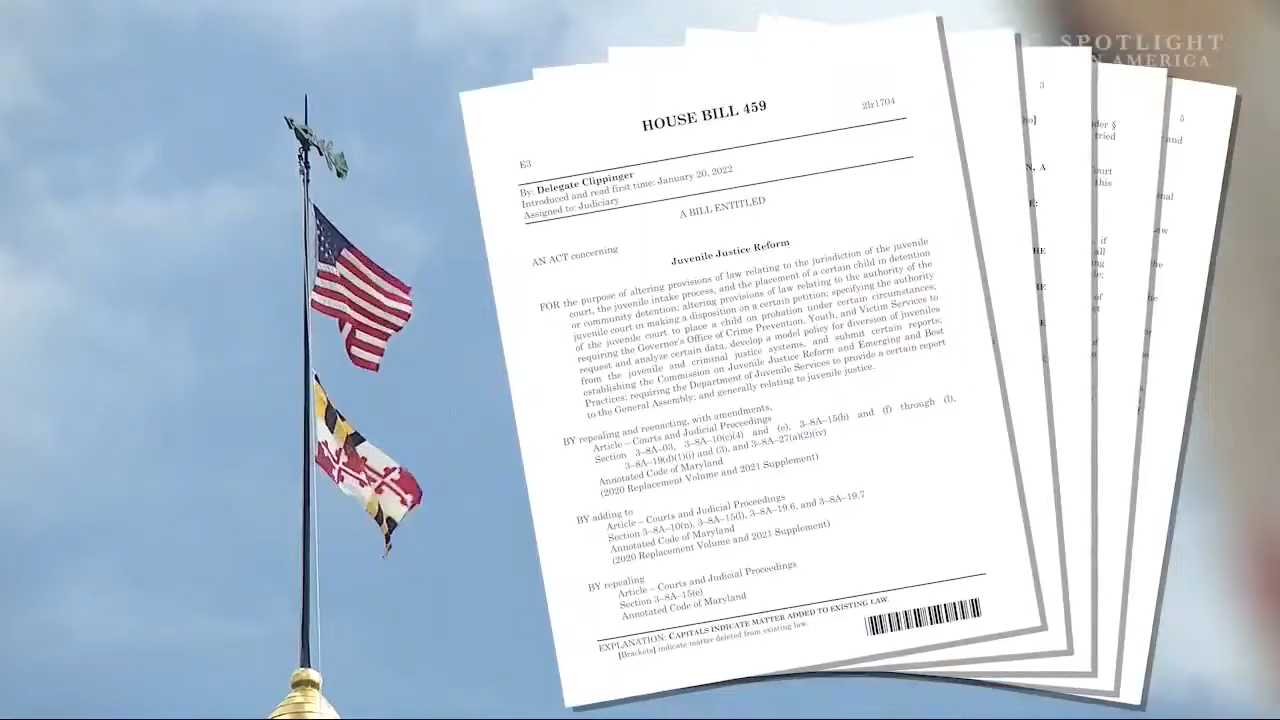 SPOTLIGHT
N AMERICA
HOUSE BILL 459
2lr1704
E3
By: Delegate Clippinger
Introduced and read first time: January 20, 2022
Assigned to: Judiciary
A BILL ENTITLED
AN ACT concerning
Juvenile Justice Reform
FOR the purpose of altering provisions of law relating to the jurisdiction of the juvenile
court, the juvenile intake process, and the placement of a certain child in detention
or community detention; altering provisions of law relating to the authority of the
juvenile court in making a disposition on a certain petition; specifying the authority
of the juvenile court to place a child on probation under certain circumstances;
requiring the Governor's Office of Crime Prevention, Youth, and Victim Services to
request and analyze certain data, develop a model policy for diversion of juveniles
from the juvenile and criminal justice systems, and submit certain reports;
establishing the Commission on Juvenile Justice Reform and Emerging and Best
Practices; requiring the Department of Juvenile Services to provide a certain report
to the General Assembly; and generally relating to juvenile justice.
BY repealing and reenacting, with amendments,
Article – Courts and Judicial Proceedings
Section 3–8A–03, 3–8A–10(c)(4) and (e), 3–8A–15(b) and (f) through (l),
3–8A–19(d)(1)(i) and (3), and 3–8A–27(a)(2)(iv)
Annotated Code of Maryland
(2020 Replacement Volume and 2021 Supplement)
BY adding to
Article – Courts and Judicial Proceedings
Section 3–8A–10(n), 3–8A–15(l), 3–8A–19.6, and 3–8A–19.7
Annotated Code of Maryland
(2020 Replacement Volume and 2021 Supplement)
BY repealing
Article – Courts and Judicial Proceedings
Section 3–8A–15(e)
Annotated Code of Maryland
EXPLANATION: CAPITALS INDICATE MATTER ADDED TO EXISTING LAW.
[Brackets] indicate matter deleted from existing law.
3
N, A
E:
HE
HE
E
der §
tried
ourt
this
if
all
of
5
and
the